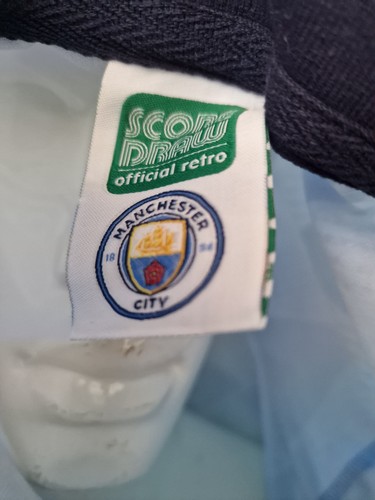 SCORE
DRAW
official retro
MANCHESTER
18 94
CITY